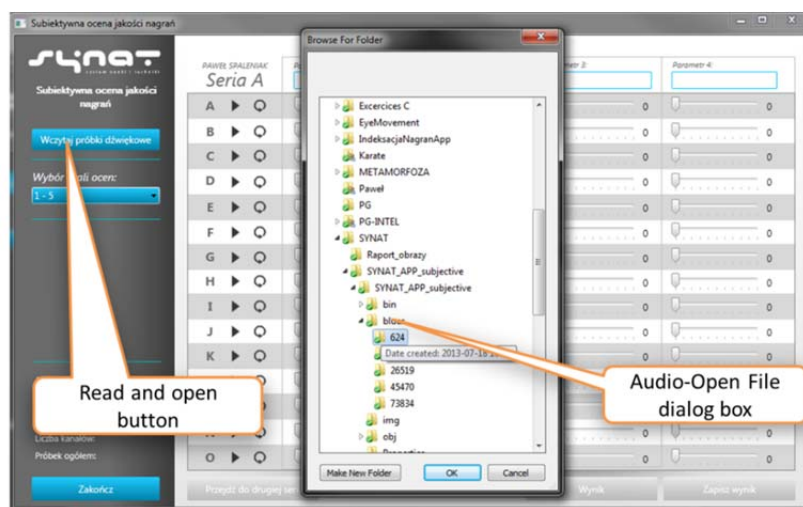 Subiektywna ocena jakości nagrań
synat
system nauki i techniki
Subiektywna ocena jakości
nagrań
Wczytaj próbki dźwiękowe
1 - 5
Read and open
button
Liczba kanałów:
Próbek ogółem:
Zakończ
PAWEŁ SPALENIAK
Seria A
Parametr 4:
A 0 0
B 0 0
C 0 0
D 0 0
E 0 0
F 0 0
G 0 0
H 0 0
I 0 0
J 0 0
K 0 0
0
O 0 0
Przejdź do drugiej
Wynik
Zapisz wynik
Browse For Folder
Excercices C
EyeMovement
IndeksacjaNagranApp
Karate
METAMORFOZA
Paweł
PG
PG-INTEL
SYNAT
Raport_obrazy
SYNAT_APP_subjective
SYNAT_APP_subjective
bin
624
Date created: 2013-07-18
26519
45470
73834
img
obj
Make New Folder
OK
Cancel
Audio-Open File
dialog box